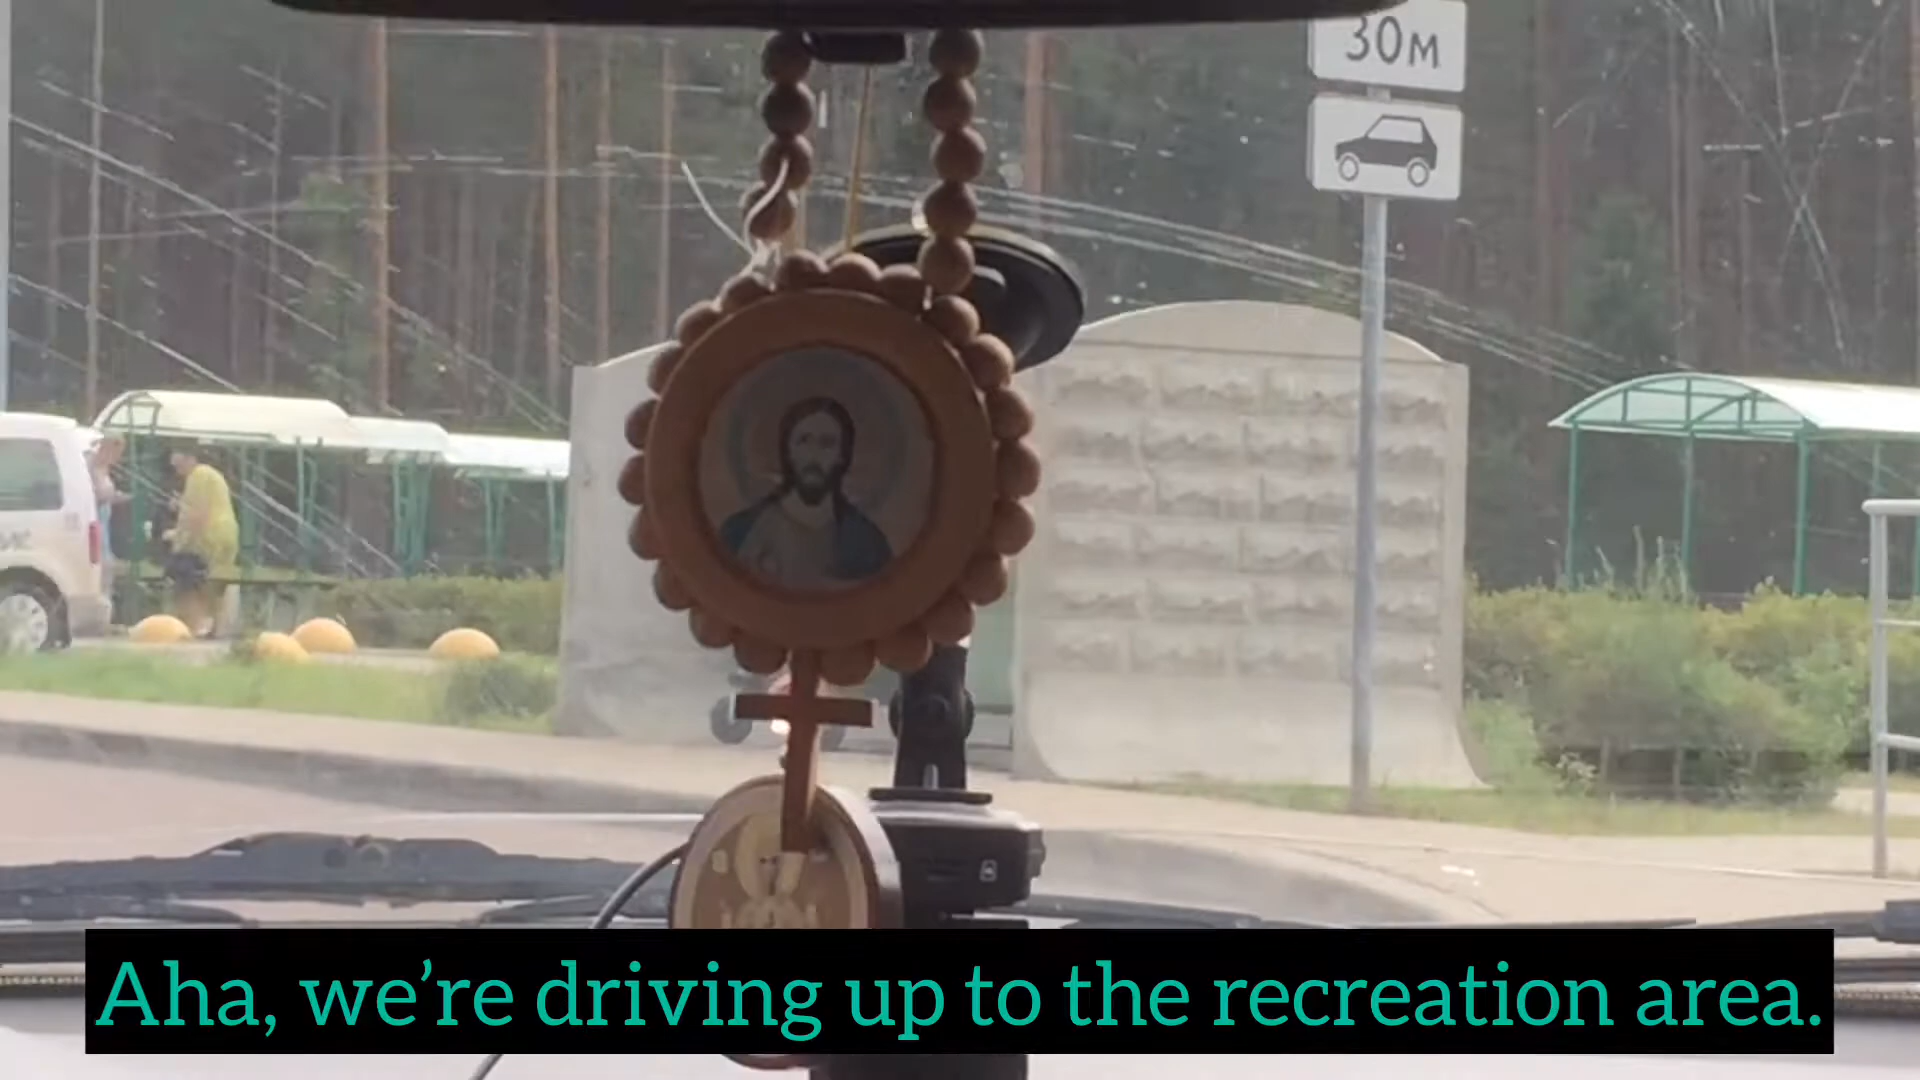 30м
Aha, we’re driving up to the recreation area.